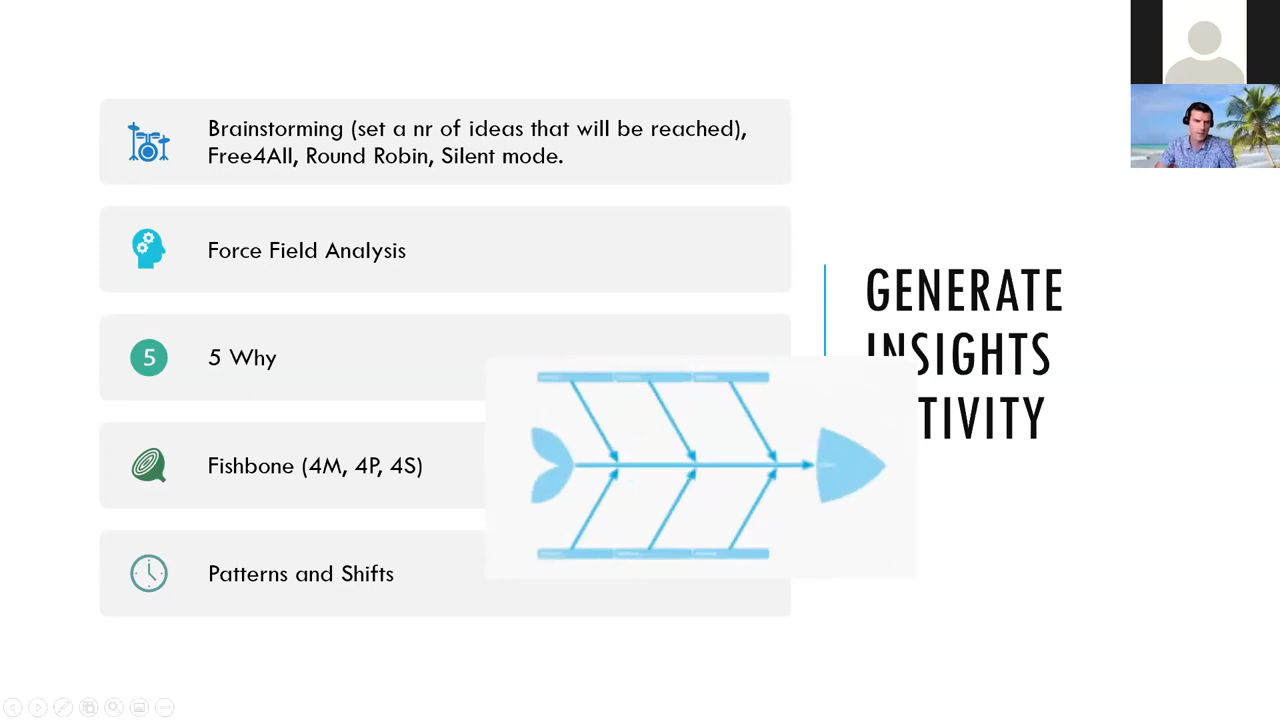 Brainstorming (set a nr of ideas that will be reached),
Free4All, Round Robin, Silent mode.
Force Field Analysis
5
5 Why
Fishbone (4M, 4P, 4S)
Patterns and Shifts
GENERATE
INSIGHTS
TIVITY